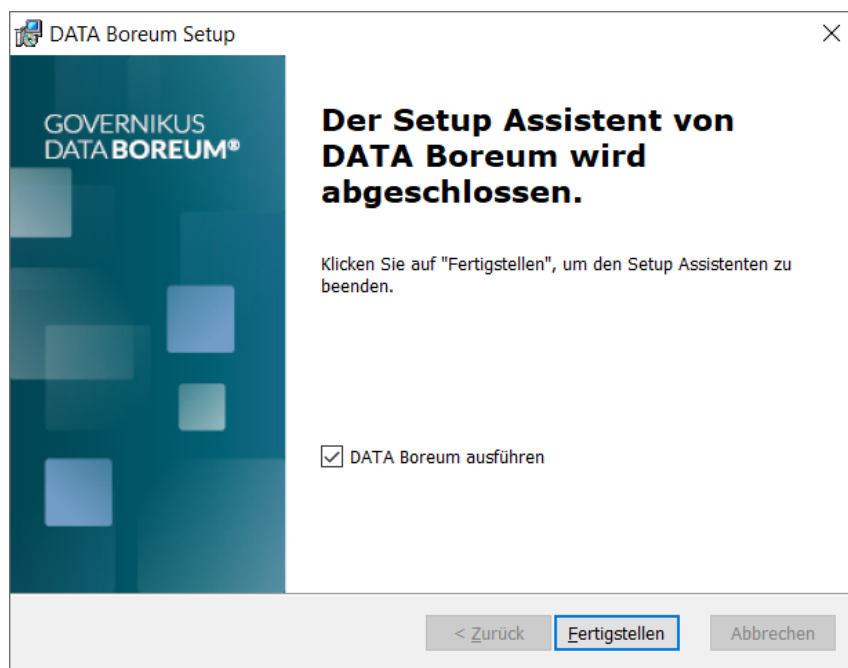 DATA Boreum Setup
GOVERNIKUS
DATA BOREUM®
Der Setup Assistent von
DATA Boreum wird
abgeschlossen.
Klicken Sie auf "Fertigstellen", um den Setup Assistenten zu
beenden.
DATA Boreum ausführen
< Zurück
Fertigstellen
Abbrechen